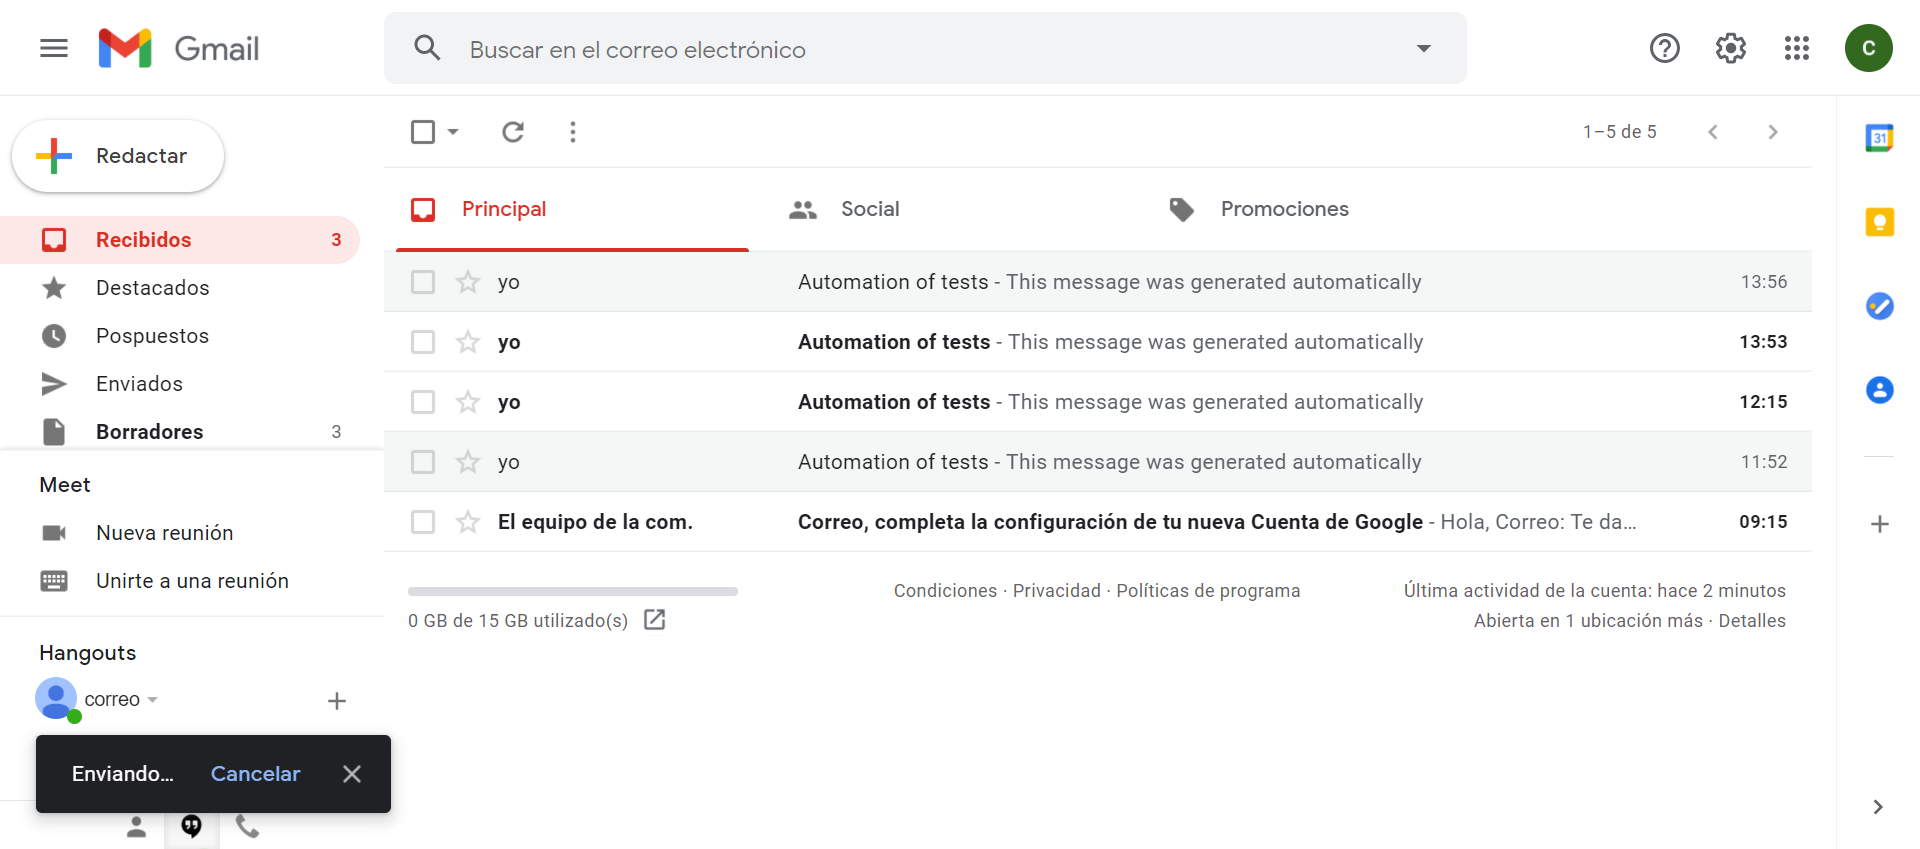 Gmail
Buscar en el correo electrónico
C
Redactar
1–5 de 5
31
Principal
Social
Promociones
Recibidos 3
Destacados
Pospuestos
Enviados
Borradores 3
yo Automation of tests - This message was generated automatically 13:56
yo Automation of tests - This message was generated automatically 13:53
yo Automation of tests - This message was generated automatically 12:15
yo Automation of tests - This message was generated automatically 11:52
El equipo de la com. Correo, completa la configuración de tu nueva Cuenta de Google - Hola, Correo: Te da… 09:15
Meet
Nueva reunión
Unirte a una reunión
Hangouts
correo
Enviando… Cancelar
0 GB de 15 GB utilizado(s)
Condiciones · Privacidad · Políticas de programa
Última actividad de la cuenta: hace 2 minutos
Abierta en 1 ubicación más · Detalles